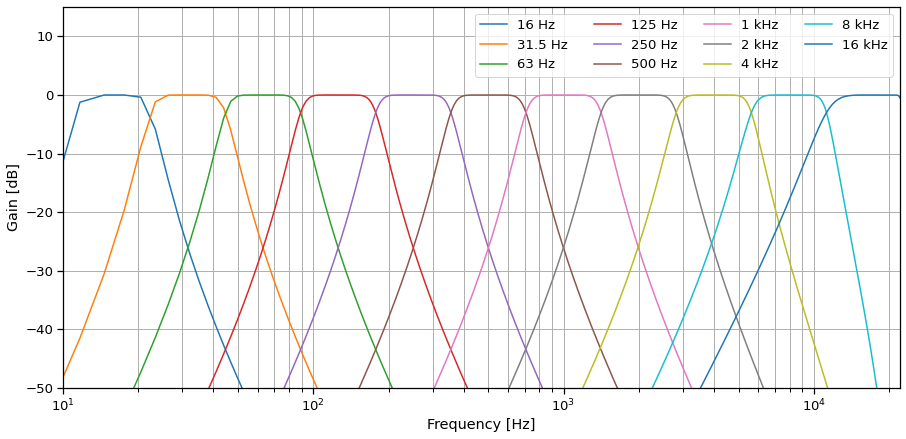 16 Hz 125 Hz 1 kHz 8 kHz
31.5 Hz 250 Hz 2 kHz 16 kHz
63 Hz 500 Hz 4 kHz
10
0
−10
−20
−30
−40
−50
Gain [dB]
10¹ 10² 10³ 10⁴
Frequency [Hz]